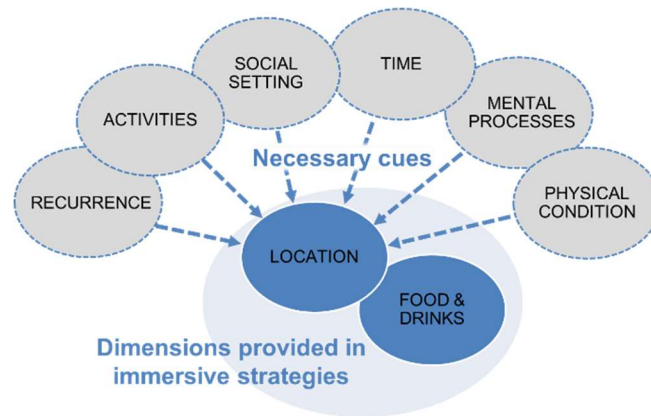 SOCIAL
SETTING
TIME
ACTIVITIES
MENTAL
PROCESSES
Necessary cues
RECURRENCE
PHYSICAL
CONDITION
LOCATION
FOOD &
DRINKS
Dimensions provided in
immersive strategies